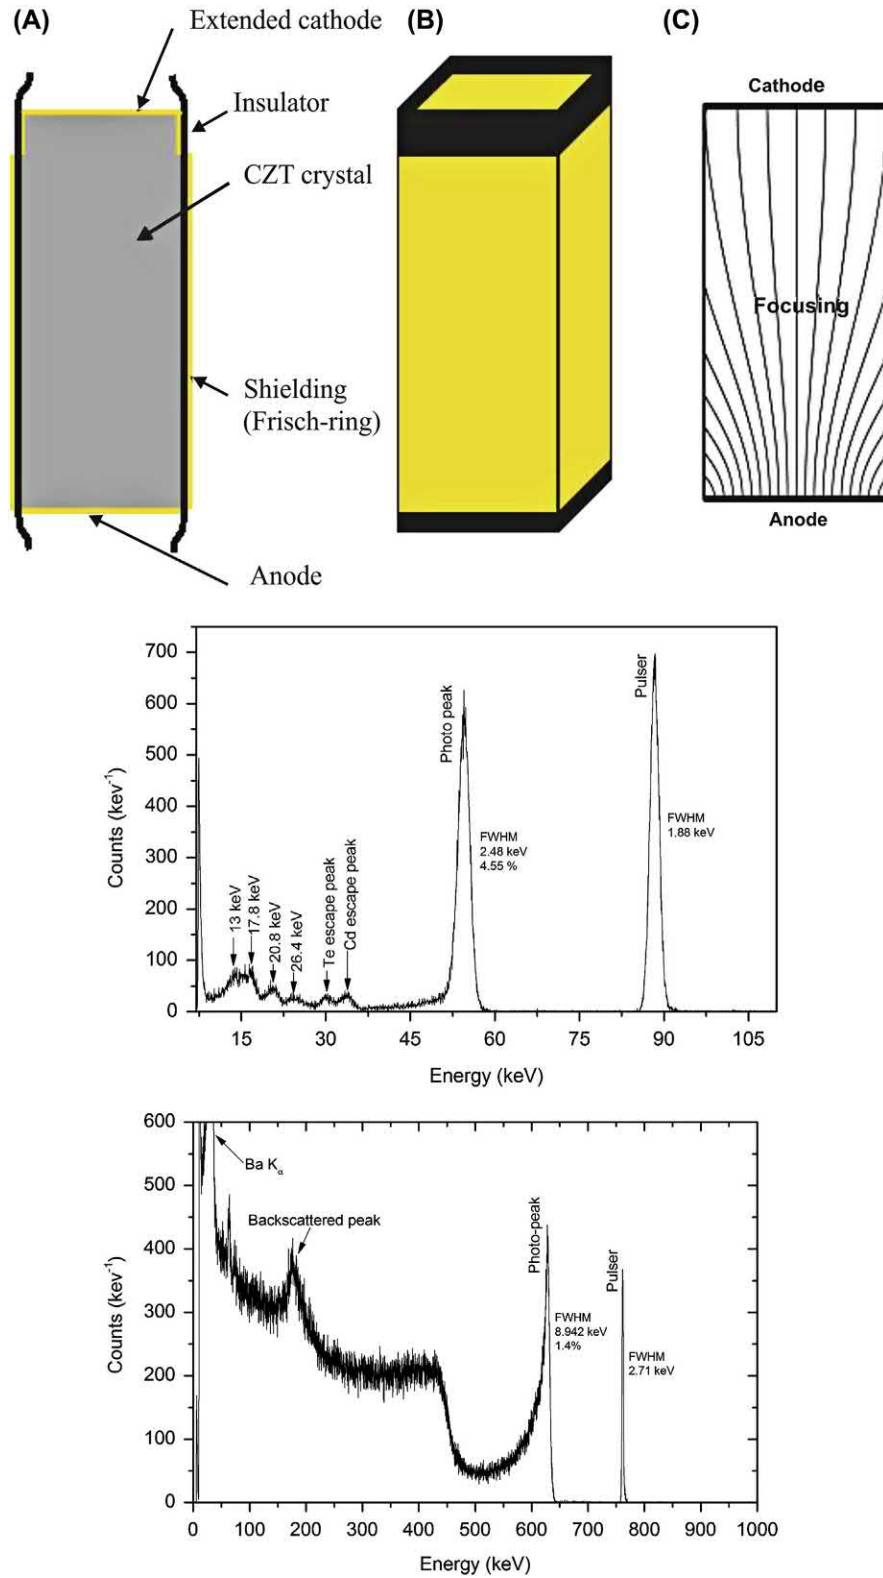 (A)
Extended cathode
Insulator
CZT crystal
Shielding
(Frisch-ring)
Anode
(B)
(C)
Cathode
Focusing
Anode
700
600
500
400
300
200
100
0
Counts (kev⁻¹)
13 keV
17.8 keV
20.8 keV
26.4 keV
Te escape peak
Cd escape peak
Photo peak
FWHM
2.48 keV
4.55 %
Pulser
FWHM
1.88 keV
15 30 45 60 75 90 105
Energy (keV)
600
500
400
300
200
100
0
Counts (kev⁻¹)
Ba Kα
Backscattered peak
Photo-peak
FWHM
8.942 keV
1.4%
Pulser
FWHM
2.71 keV
0 100 200 300 400 500 600 700 800 900 1000
Energy (keV)